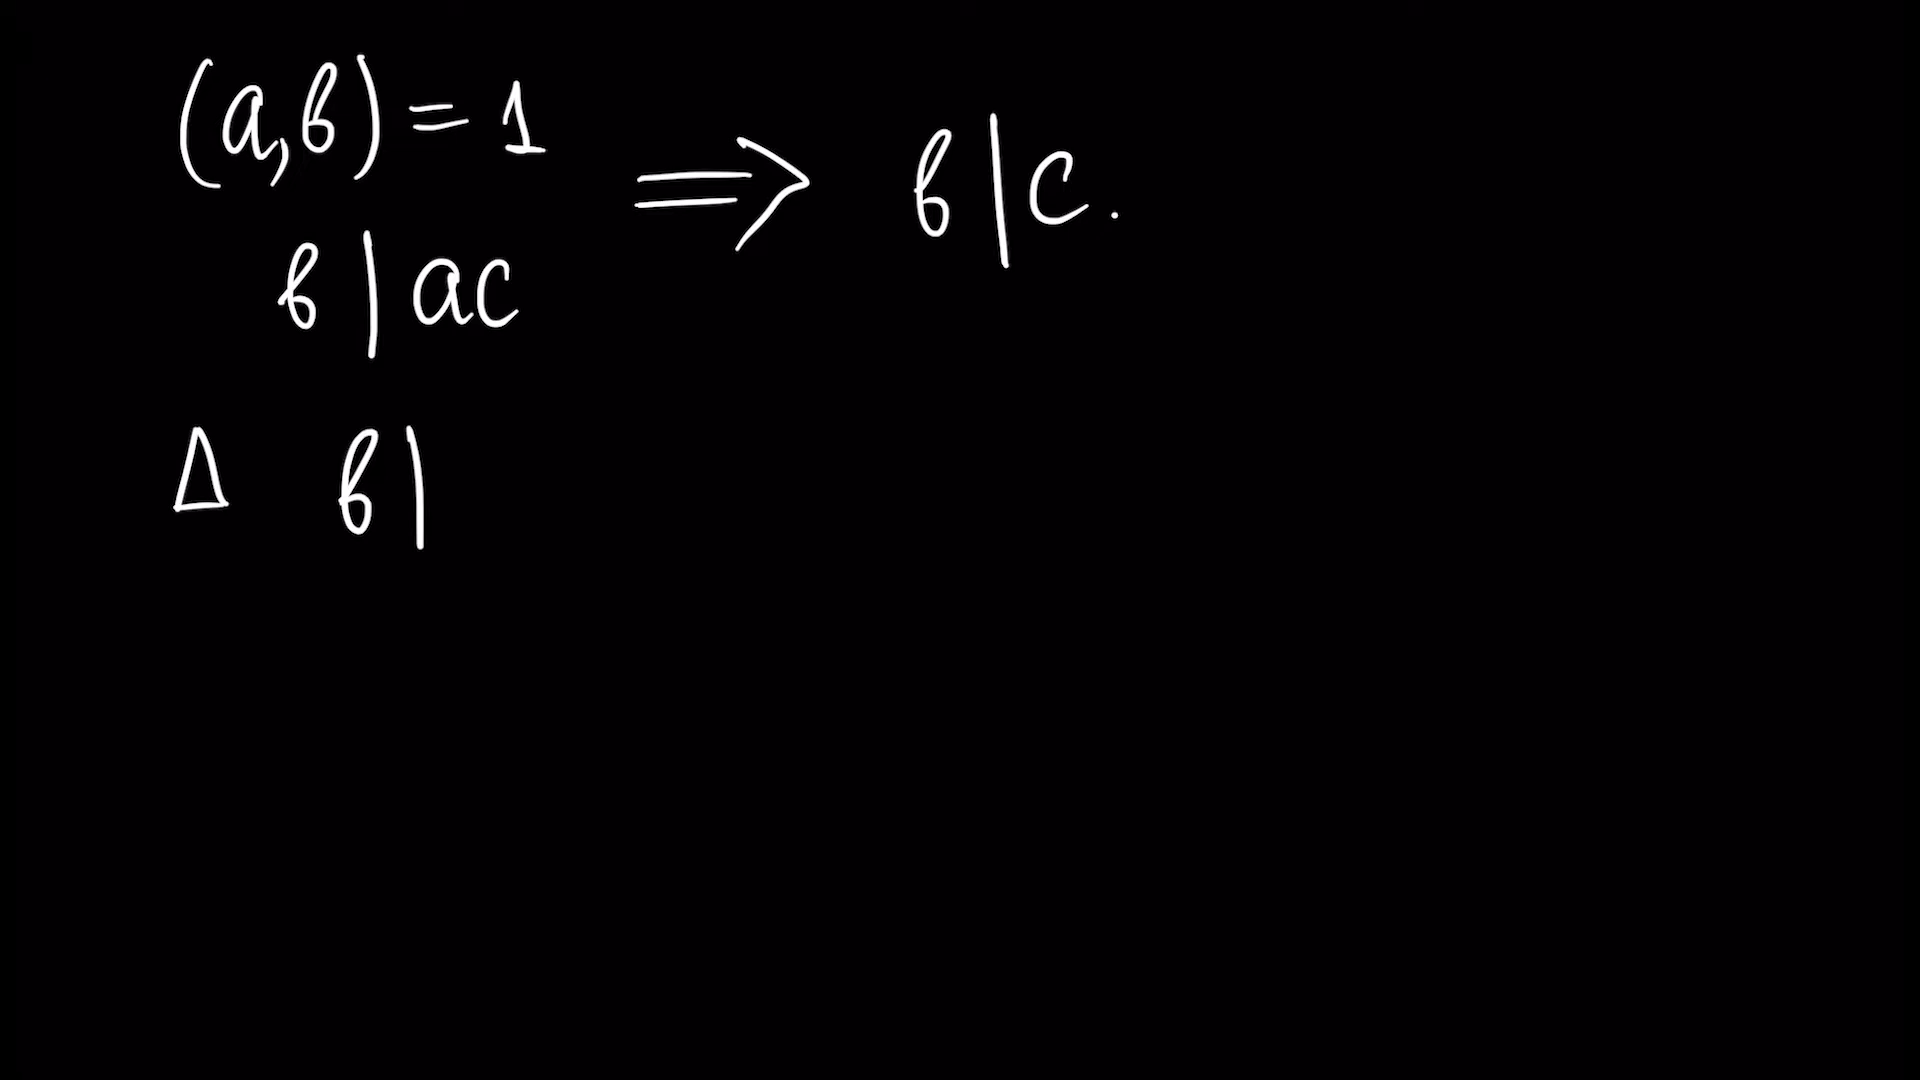 (a,b) = 1
b | ac
⟹ b | c.
Δ b |